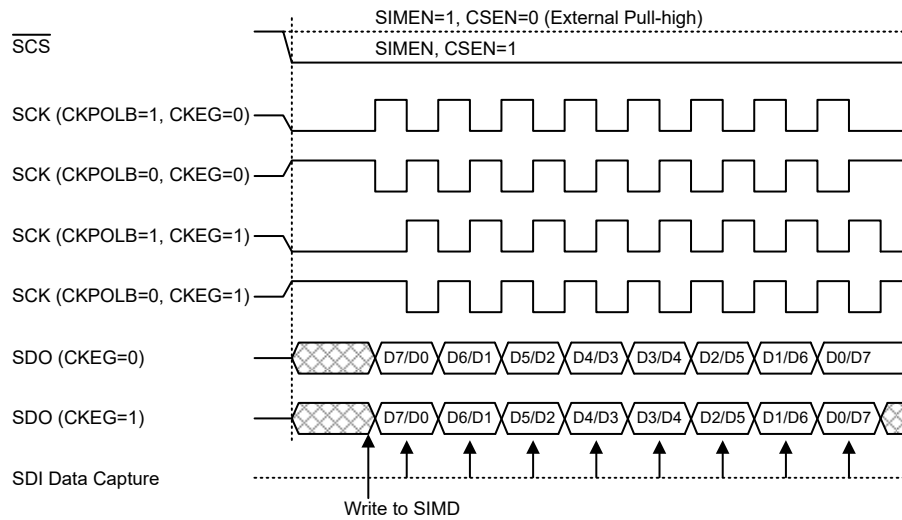 SIMEN=1, CSEN=0 (External Pull-high)
SCS
SIMEN, CSEN=1
SCK (CKPOLB=1, CKEG=0)
SCK (CKPOLB=0, CKEG=0)
SCK (CKPOLB=1, CKEG=1)
SCK (CKPOLB=0, CKEG=1)
SDO (CKEG=0) D7/D0 D6/D1 D5/D2 D4/D3 D3/D4 D2/D5 D1/D6 D0/D7
SDO (CKEG=1) D7/D0 D6/D1 D5/D2 D4/D3 D3/D4 D2/D5 D1/D6 D0/D7
SDI Data Capture
Write to SIMD